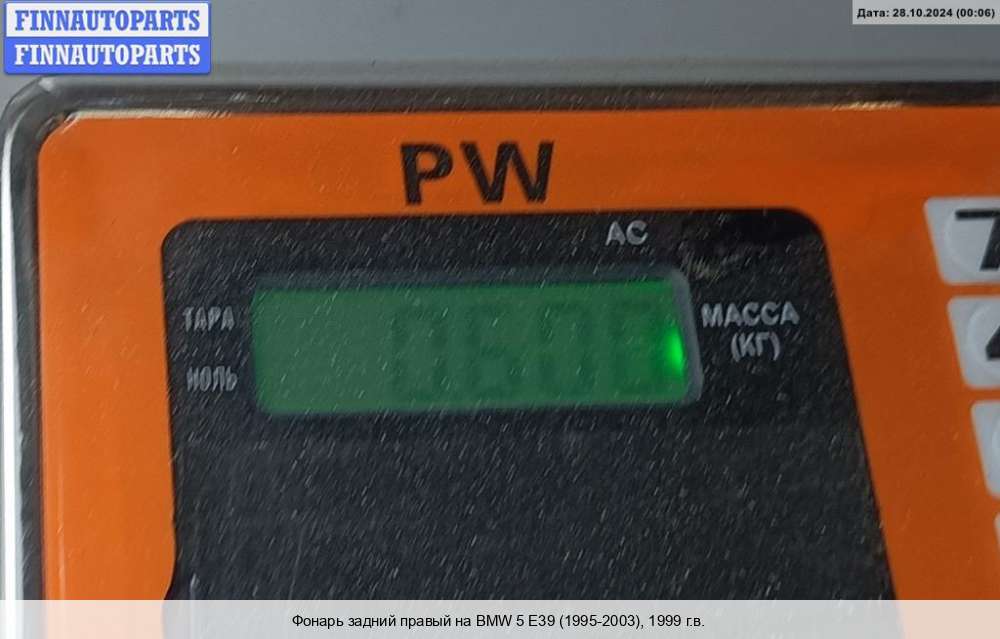 FINNAUTOPARTS
FINNAUTOPARTS
Дата: 28.10.2024 (00:06)
PW
AC
7
ТАРА
МАССА
(КГ)
НОЛЬ
Фонарь задний правый на BMW 5 E39 (1995-2003), 1999 г.в.